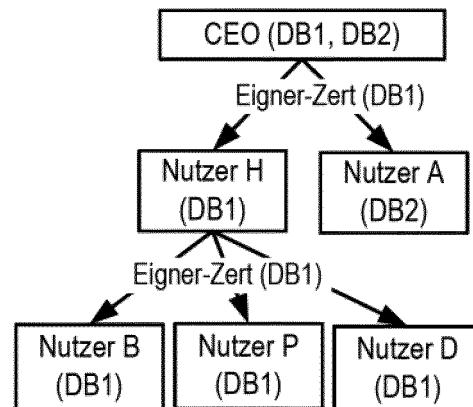 CEO (DB1, DB2)
Eigner-Zert (DB1)
Nutzer H
(DB1)
Nutzer A
(DB2)
Eigner-Zert (DB1)
Nutzer B
(DB1)
Nutzer P
(DB1)
Nutzer D
(DB1)